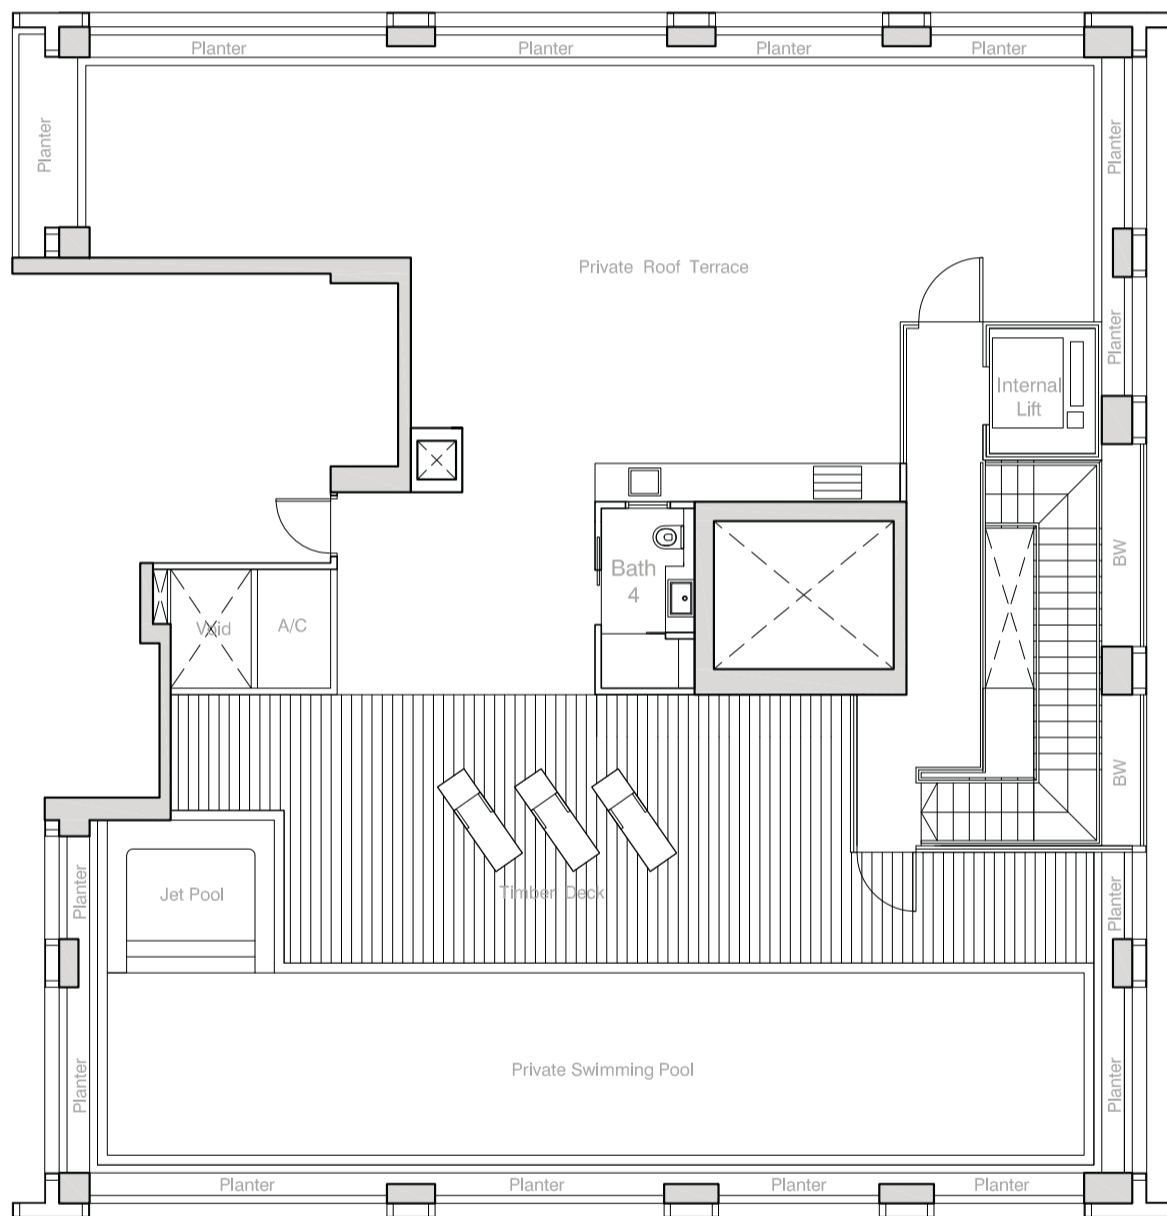 Planter
Planter
Planter
Planter
Planter
Planter
Private Roof Terrace
Planter
Internal
Lift
BW
Bath
4
Void
A/C
BW
Planter
Jet Pool
Timber Deck
Planter
Private Swimming Pool
Planter
Planter
Planter
Planter
Planter
Planter